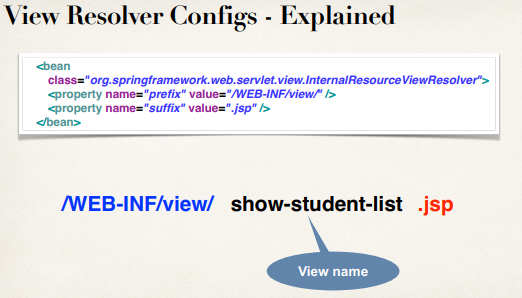 View Resolver Configs - Explained
<bean
class="org.springframework.web.servlet.view.InternalResourceViewResolver">
<property name="prefix" value="/WEB-INF/view/" />
<property name="suffix" value=".jsp" />
</bean>
/WEB-INF/view/ show-student-list .jsp
View name